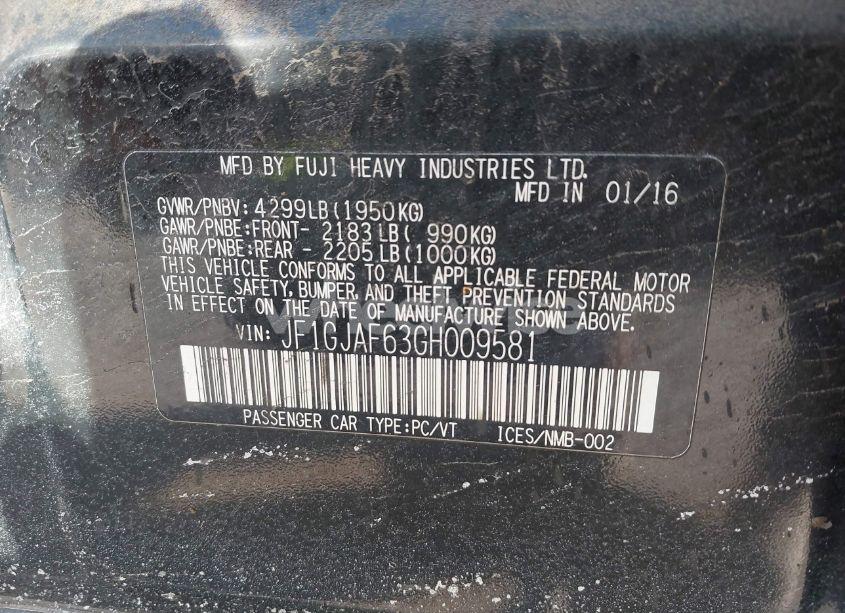 MFD BY FUJI HEAVY INDUSTRIES LTD.
MFD IN 01/16
GVWR/PNBV: 4299LB(1950KG)
GAWR/PNBE:FRONT- 2183LB( 990KG)
GAWR/PNBE:REAR - 2205LB(1000KG)
THIS VEHICLE CONFORMS TO ALL APPLICABLE FEDERAL MOTOR
VEHICLE SAFETY, BUMPER, AND THEFT PREVENTION STANDARDS
IN EFFECT ON THE DATE OF MANUFACTURE SHOWN ABOVE.
VIN: JF1GJAF63GH009581
PASSENGER CAR TYPE:PC/VT ICES/NMB-002